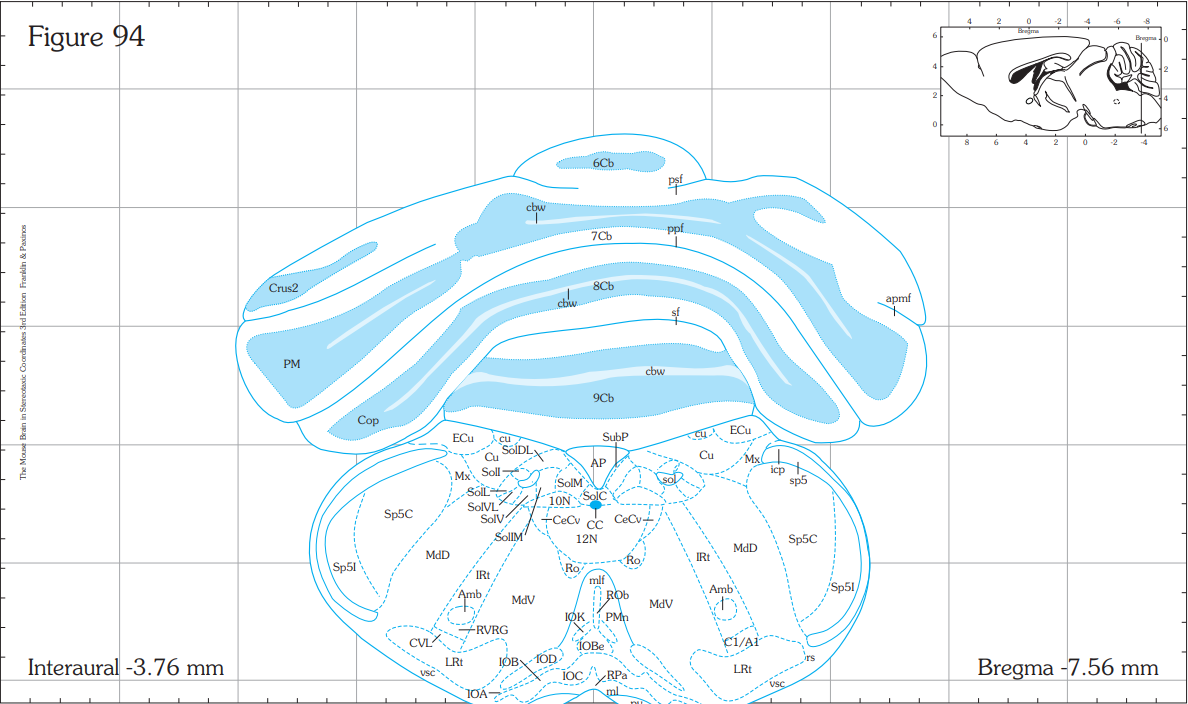 Figure 94
4 2 0 -2 -4 -6 -8
Bregma
Bregma
6
4
2
0
0
2
4
6
8 6 4 2 0 -2 -4
The Mouse Brain in Stereotaxic Coordinates 3rd Edition Franklin & Paxinos
6Cb
psf
cbw
ppf
7Cb
Crus2
8Cb
cbw
apmf
sf
PM
cbw
9Cb
Cop
ECu
cu
SubP
cu
ECu
SolDL
Cu
Cu
AP
Mx
SolI
Mx
icp
sol
sp5
SolM
SolL
SolC
10N
SolVL
Sp5C
SolV
CeCv
CC
CeCv
SolIM
12N
Sp5C
MdD
MdD
IRt
Ro
Ro
Sp5I
IRt
mlf
Sp5I
Amb
ROb
Amb
MdV
MdV
IOK
PMn
RVRG
CVL
IOBe
C1/A1
rs
LRt
IOB
IOD
LRt
vsc
IOC
RPa
vsc
IOA
ml
Interaural -3.76 mm
Bregma -7.56 mm